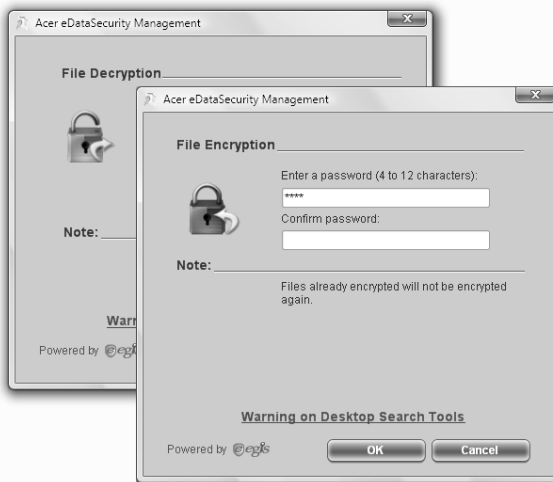 Acer eDataSecurity Management
File Decryption
Note:
Powered by egis
Acer eDataSecurity Management
File Encryption
Enter a password (4 to 12 characters):
****
Confirm password:
Note:
Files already encrypted will not be encrypted
again.
Warning on Desktop Search Tools
Powered by egis
OK
Cancel